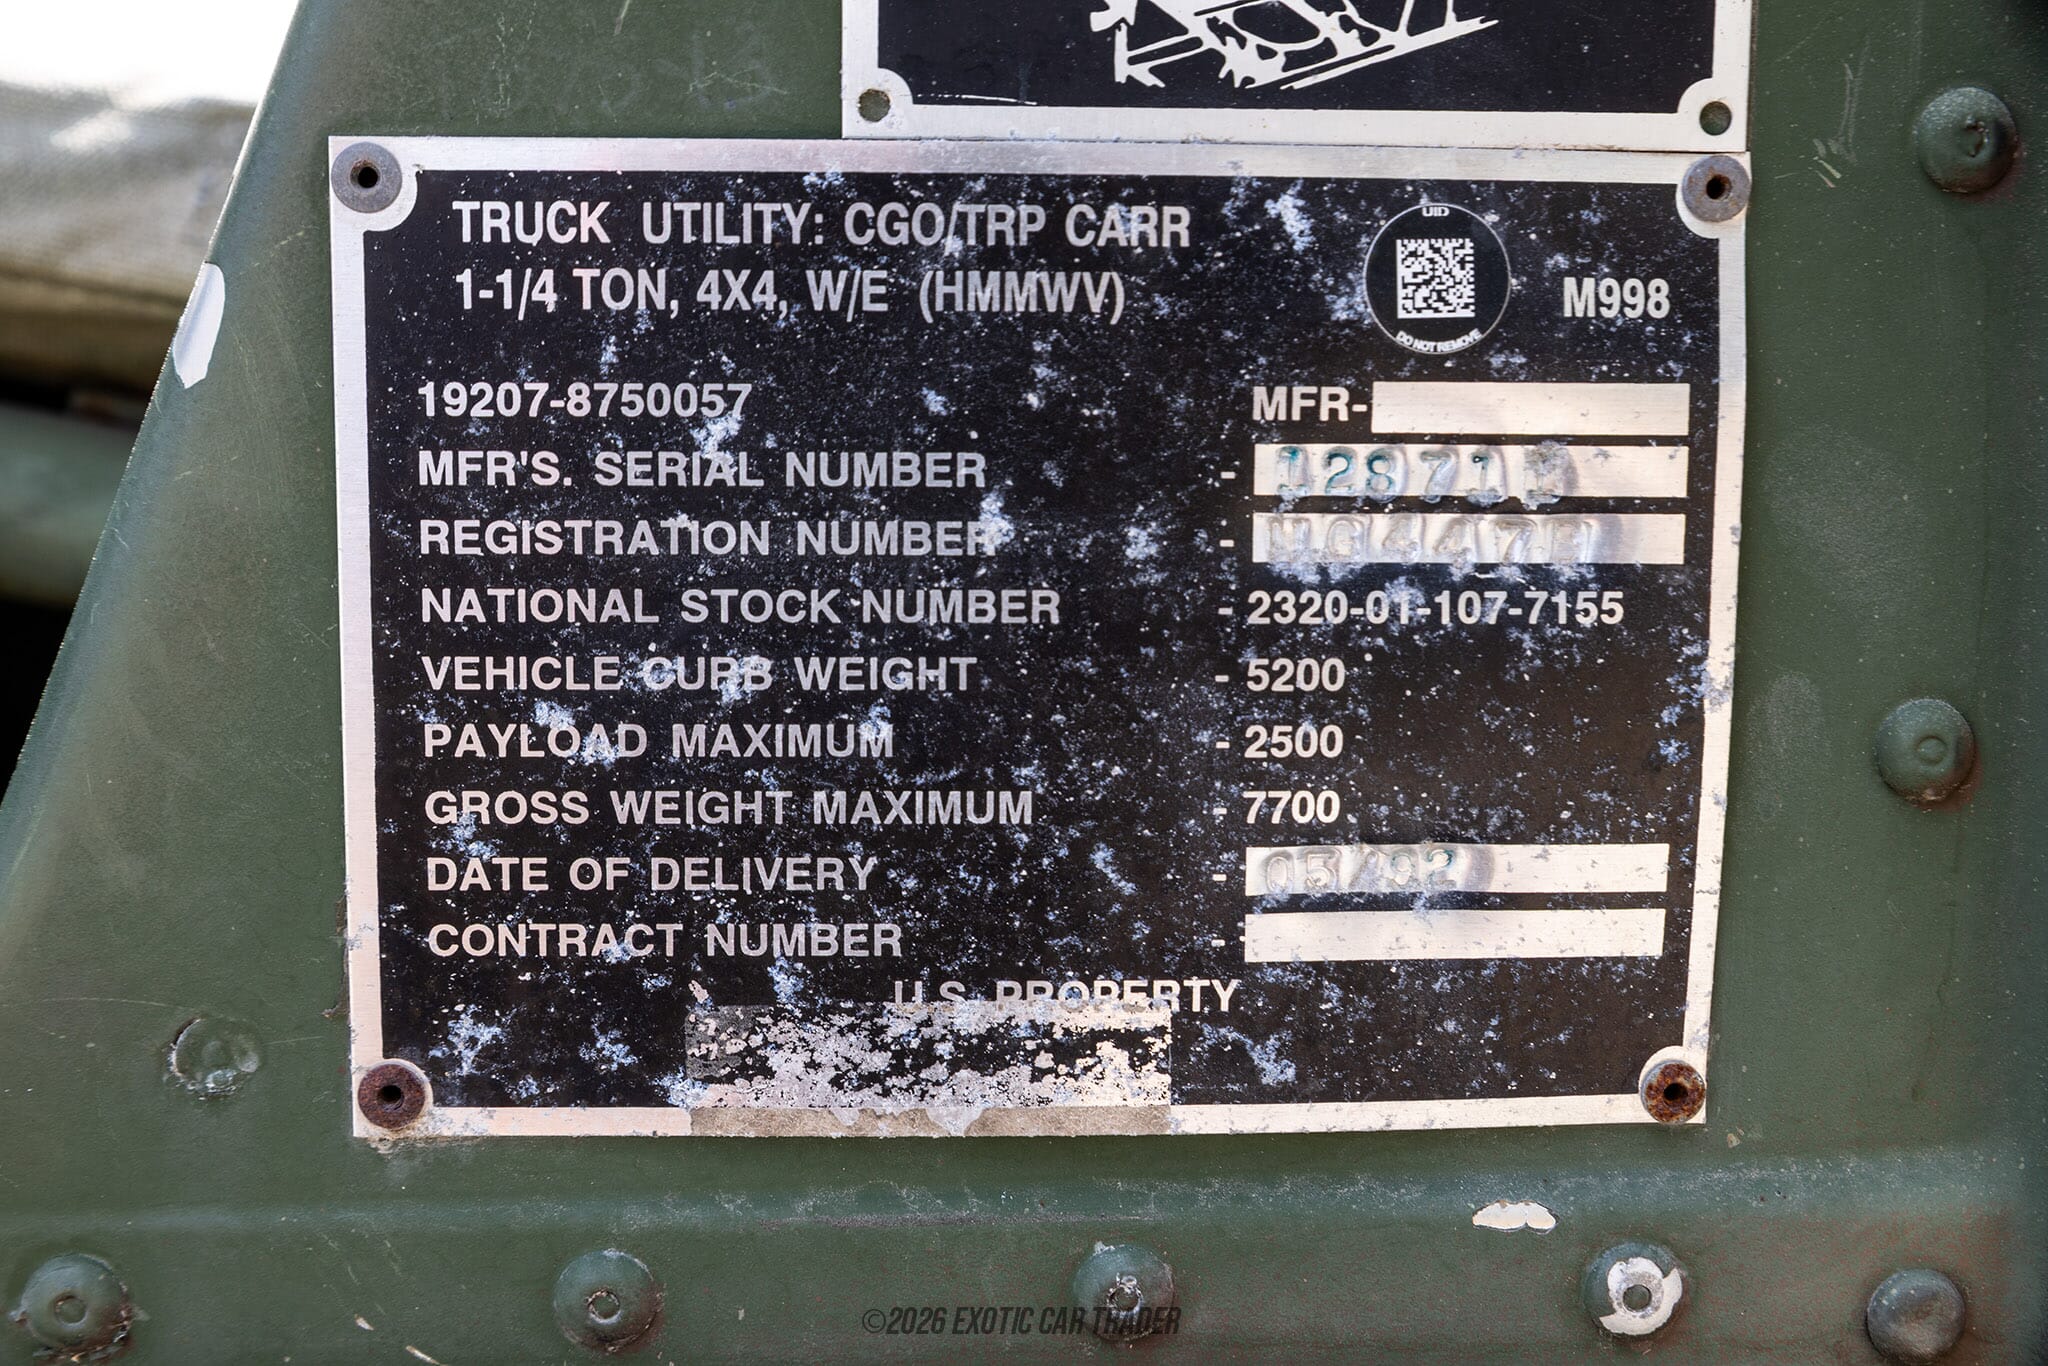 TRUCK UTILITY: CGO/TRP CARR
1-1/4 TON, 4X4, W/E (HMMWV)
UID
DO NOT REMOVE
M998
19207-8750057 MFR-
MFR'S. SERIAL NUMBER -
REGISTRATION NUMBER -
NATIONAL STOCK NUMBER - 2320-01-107-7155
VEHICLE CURB WEIGHT - 5200
PAYLOAD MAXIMUM - 2500
GROSS WEIGHT MAXIMUM - 7700
DATE OF DELIVERY - 05/92
CONTRACT NUMBER -
U.S. PROPERTY
©2026 EXOTIC CAR TRADER